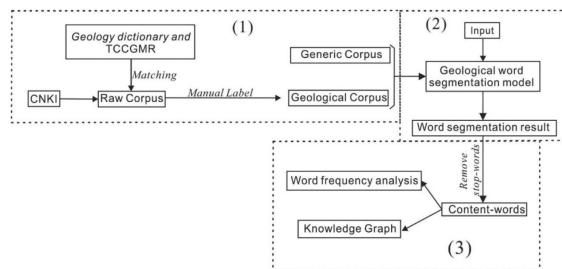 (1)
Geology dictionary and
TCCGMR
Matching
CNKI
Raw Corpus
Manual Label
Generic Corpus
Geological Corpus
(2)
Input
Geological word
segmentation model
Word segmentation result
Remove
stop-words
Word frequency analysis
Content-words
Knowledge Graph
(3)